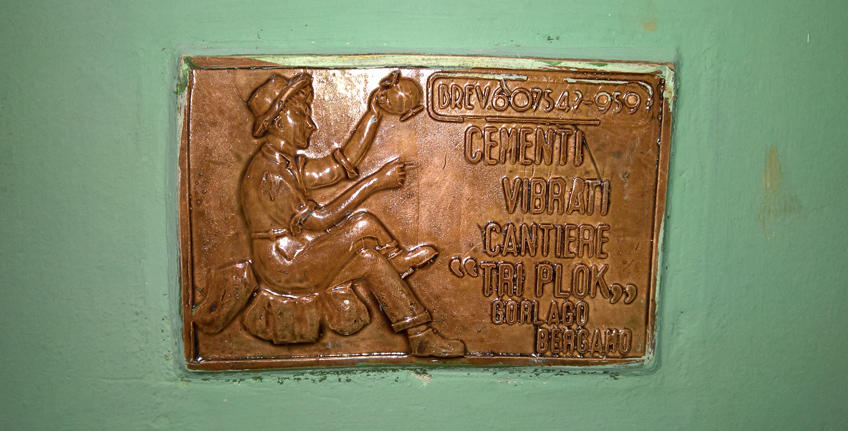 BREV.607547-959
CEMENTI
VIBRATI
CANTIERE
“TRI PLOK„
GORLAGO
BERGAMO